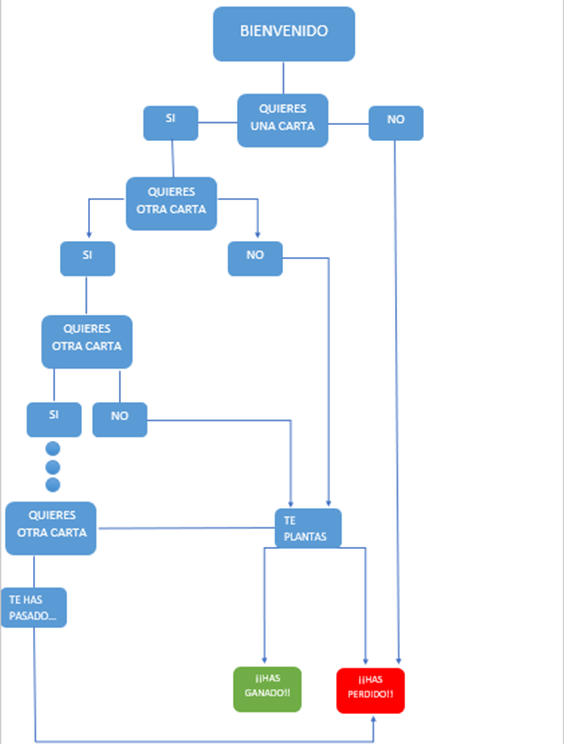 BIENVENIDO
QUIERES
UNA CARTA
SI
NO
QUIERES
OTRA CARTA
SI
NO
QUIERES
OTRA CARTA
SI
NO
QUIERES
OTRA CARTA
TE
PLANTAS
TE HAS
PASADO...
¡¡HAS
GANADO!!
¡¡HAS
PERDIDO!!